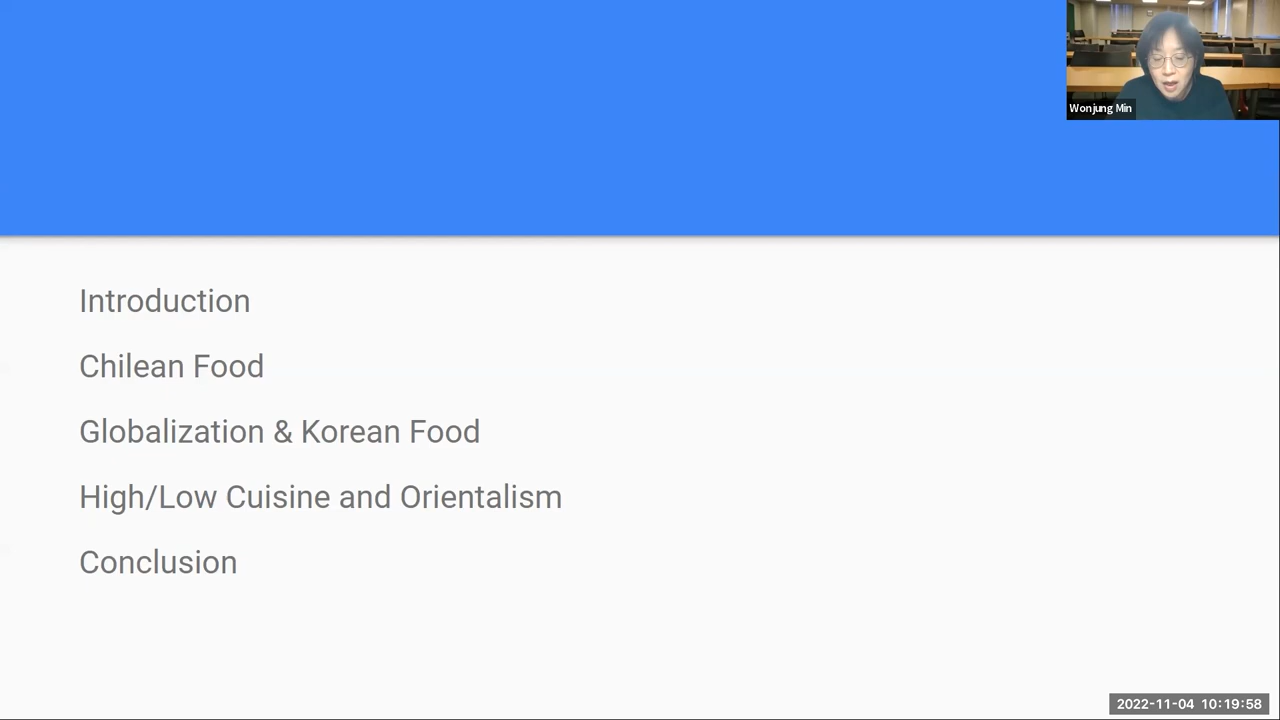 Wonjung Min
Introduction
Chilean Food
Globalization & Korean Food
High/Low Cuisine and Orientalism
Conclusion
2022-11-04 10:19:58